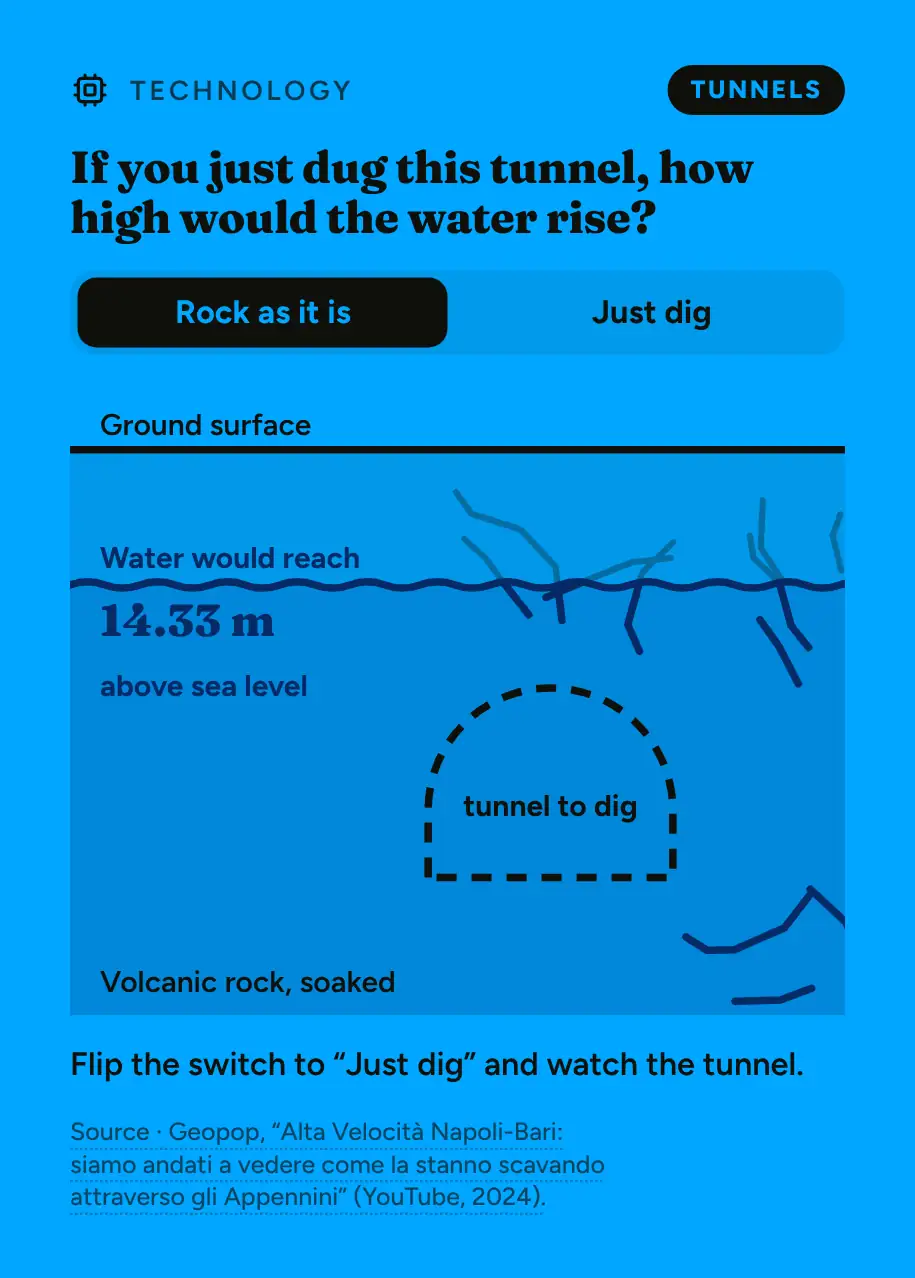 TECHNOLOGY
TUNNELS
If you just dug this tunnel, how
high would the water rise?
Rock as it is
Just dig
Ground surface
Water would reach
14.33 m
above sea level
tunnel to dig
Volcanic rock, soaked
Flip the switch to “Just dig” and watch the tunnel.
Source · Geopop, “Alta Velocità Napoli-Bari:
siamo andati a vedere come la stanno scavando
attraverso gli Appennini” (YouTube, 2024).